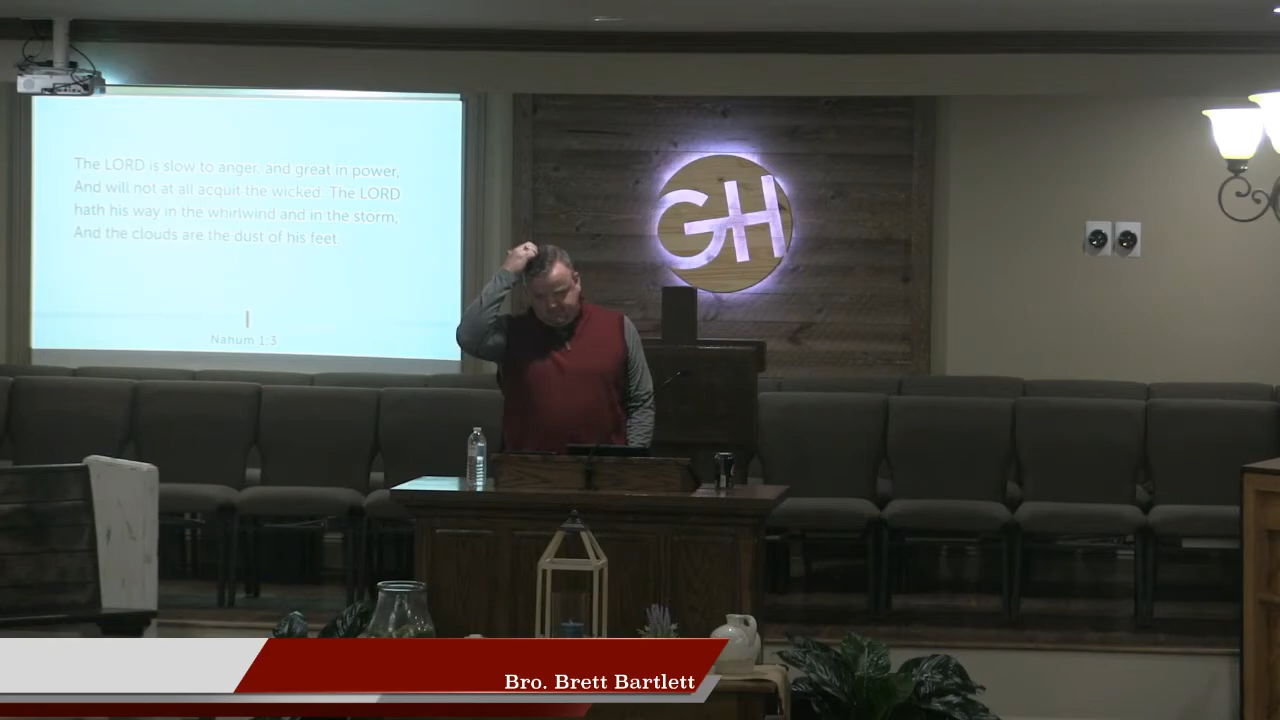 The LORD is slow to anger, and great in power,
And will not at all acquit the wicked. The LORD
hath his way in the whirlwind and in the storm,
And the clouds are the dust of his feet.
Nahum 1:3
GH
Bro. Brett Bartlett